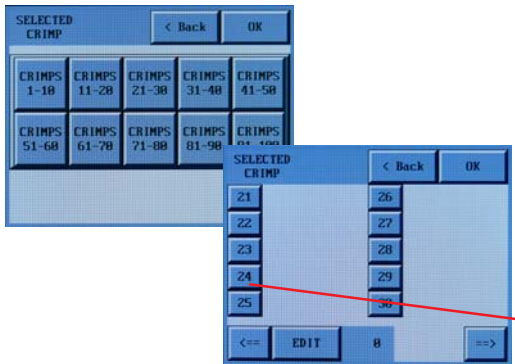 SELECTED
CRIMP
< Back
OK
CRIMPS
1-10
CRIMPS
11-20
CRIMPS
21-30
CRIMPS
31-40
CRIMPS
41-50
CRIMPS
51-60
CRIMPS
61-70
CRIMPS
71-80
CRIMPS
81-90
CRIMPS
91-100
SELECTED
CRIMP
< Back
OK
21
26
22
27
23
28
24
29
25
30
<==
EDIT
0
==>